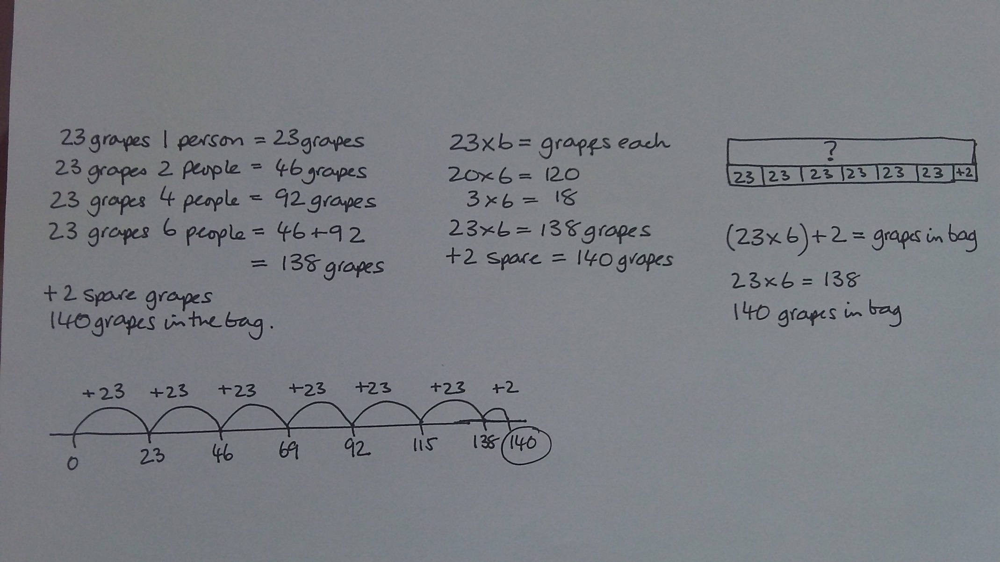 23 grapes 1 person = 23 grapes
23 grapes 2 people = 46 grapes
23 grapes 4 people = 92 grapes
23 grapes 6 people = 46+92
= 138 grapes
+2 spare grapes
140 grapes in the bag.
23×6 = grapes each
20×6 = 120
3×6 = 18
23×6 = 138 grapes
+2 spare = 140 grapes
?
23 23 23 23 23 23 +2
(23×6)+2 = grapes in bag
23×6 = 138
140 grapes in bag
+23 +23 +23 +23 +23 +23 +2
0 23 46 69 92 115 138 140